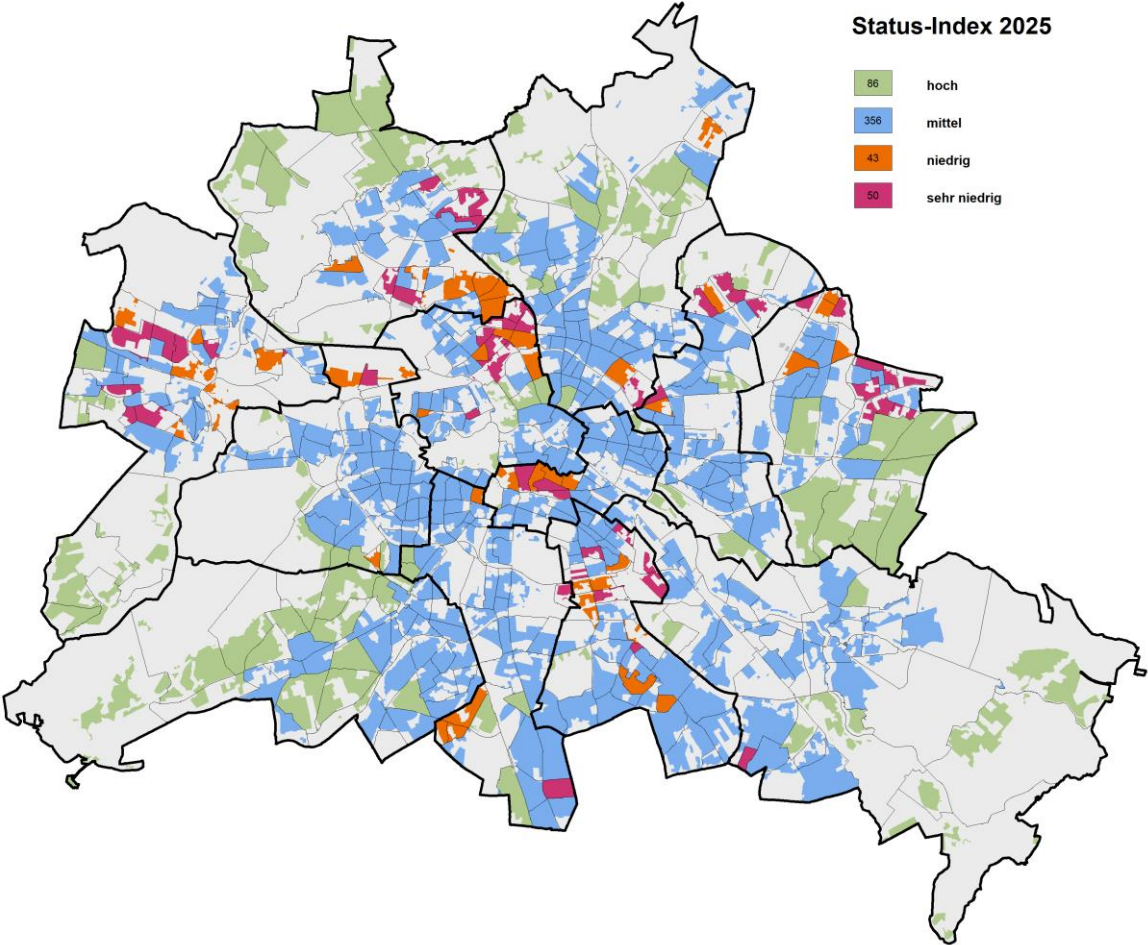 Status-Index 2025
86 hoch
356 mittel
43 niedrig
50 sehr niedrig